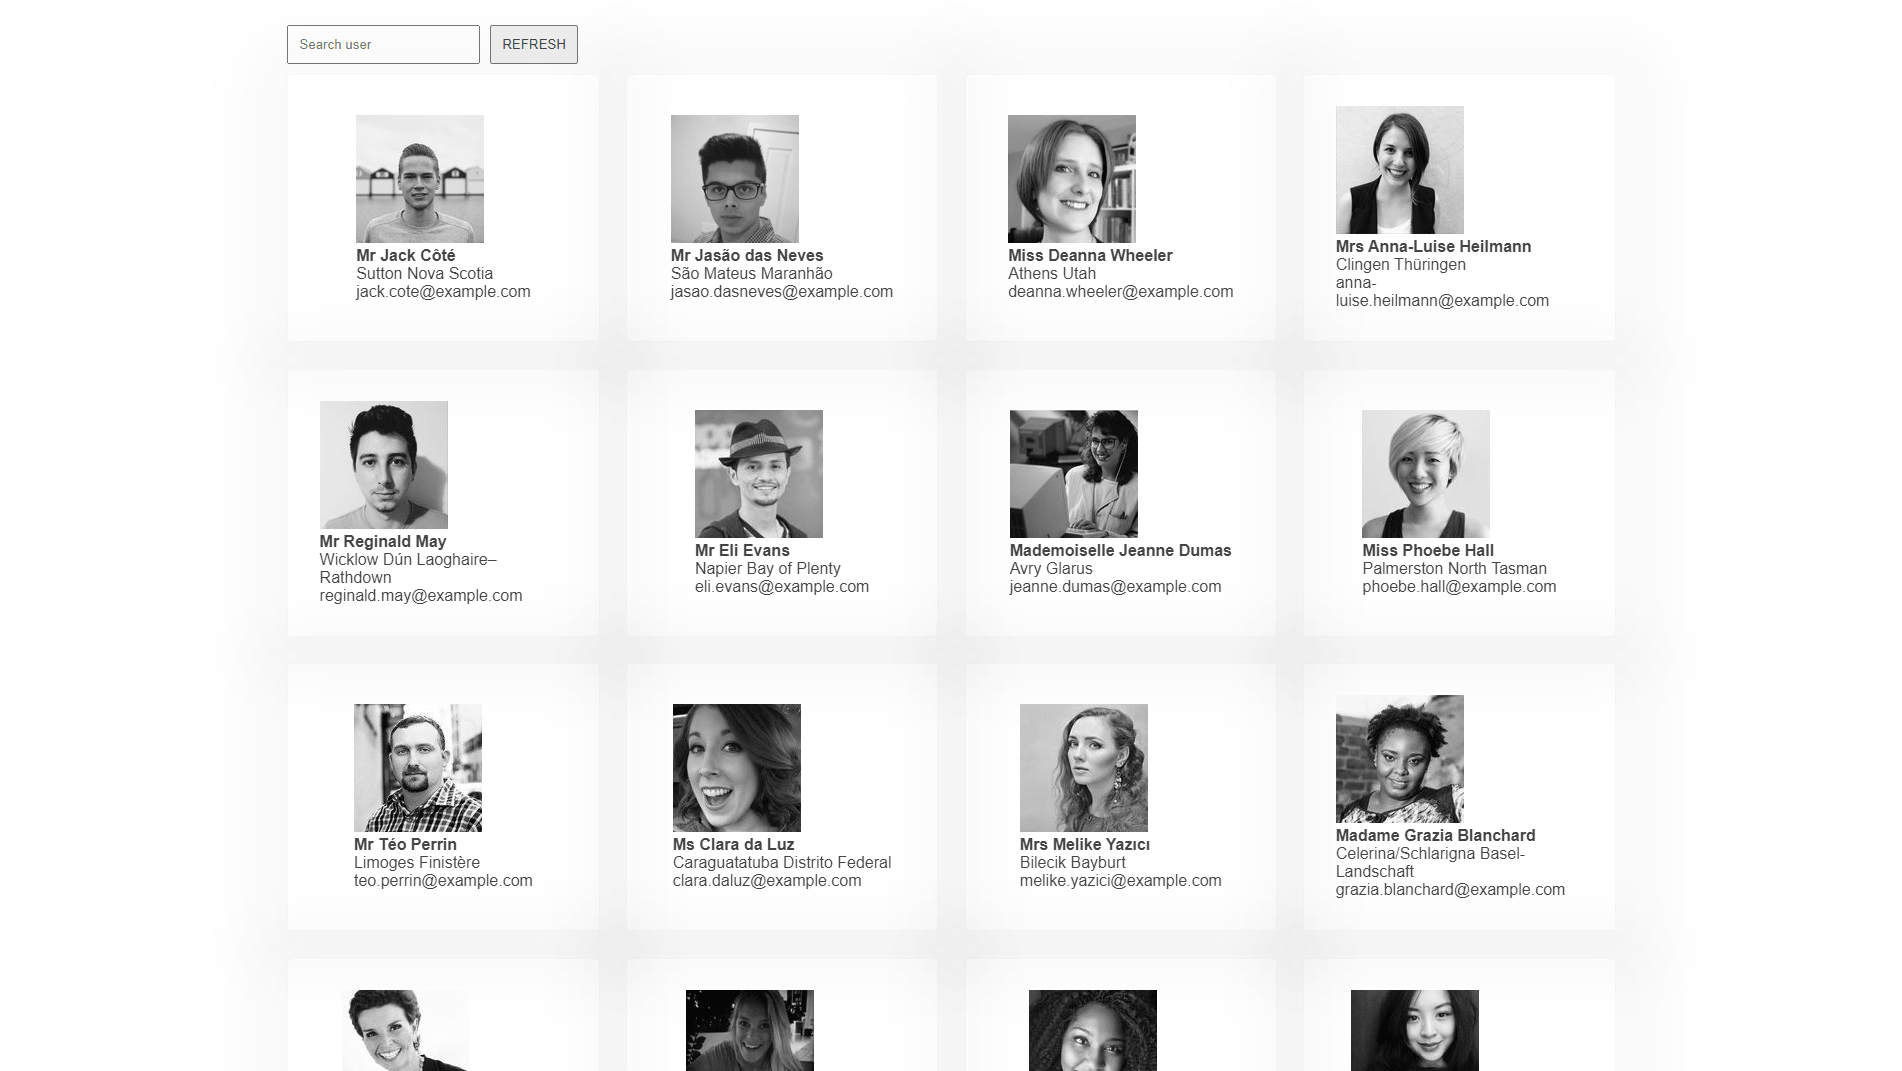 Search user
REFRESH
Mr Jack Côté
Sutton Nova Scotia
jack.cote@example.com
Mr Jasão das Neves
São Mateus Maranhão
jasao.dasneves@example.com
Miss Deanna Wheeler
Athens Utah
deanna.wheeler@example.com
Mrs Anna-Luise Heilmann
Clingen Thüringen
anna-
luise.heilmann@example.com
Mr Reginald May
Wicklow Dún Laoghaire–
Rathdown
reginald.may@example.com
Mr Eli Evans
Napier Bay of Plenty
eli.evans@example.com
Mademoiselle Jeanne Dumas
Avry Glarus
jeanne.dumas@example.com
Miss Phoebe Hall
Palmerston North Tasman
phoebe.hall@example.com
Mr Téo Perrin
Limoges Finistère
teo.perrin@example.com
Ms Clara da Luz
Caraguatatuba Distrito Federal
clara.daluz@example.com
Mrs Melike Yazıcı
Bilecik Bayburt
melike.yazici@example.com
Madame Grazia Blanchard
Celerina/Schlarigna Basel-
Landschaft
grazia.blanchard@example.com